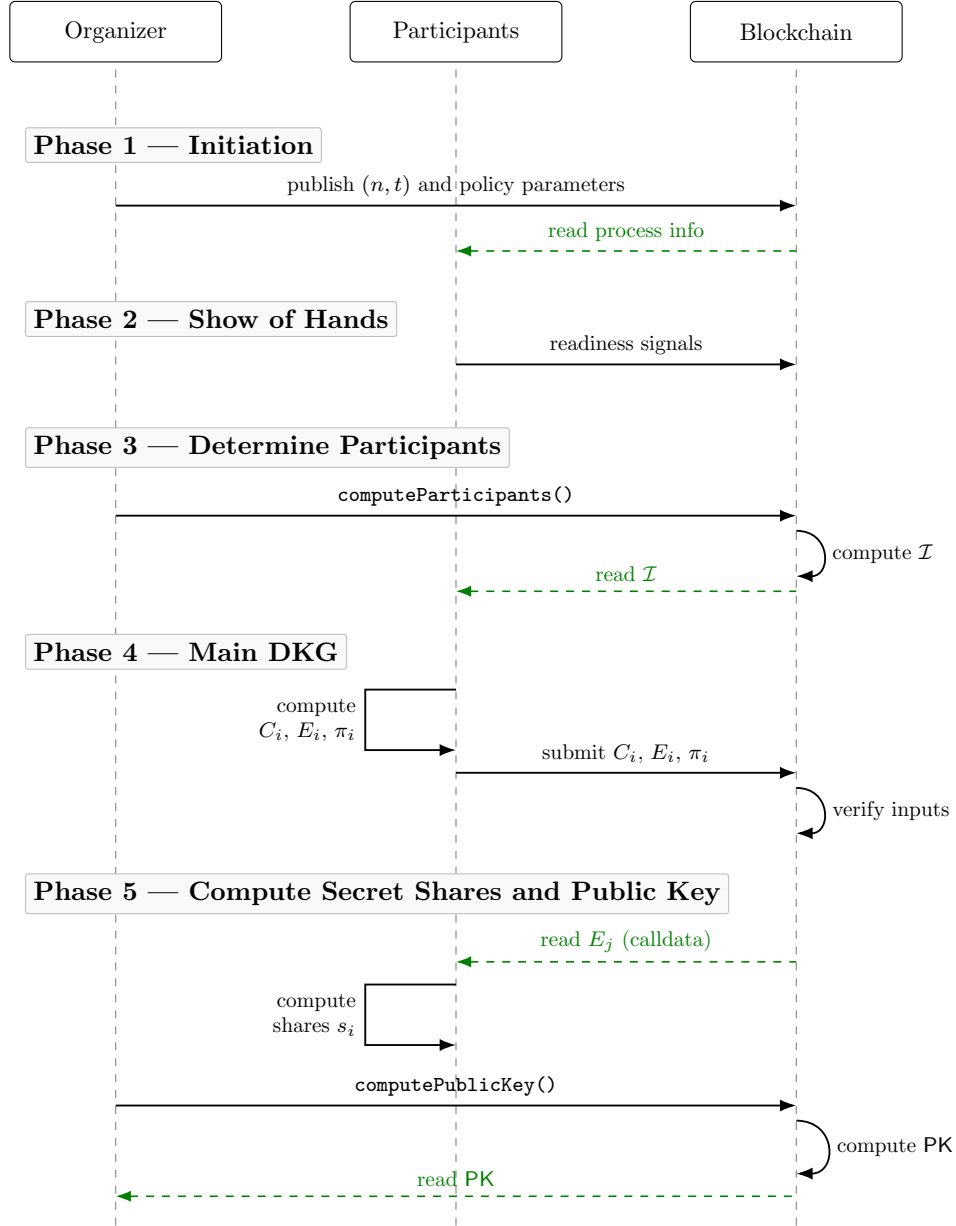 Organizer
Participants
Blockchain
Phase 1 — Initiation
publish (n, t) and policy parameters
read process info
Phase 2 — Show of Hands
readiness signals
Phase 3 — Determine Participants
computeParticipants()
compute ℐ
read ℐ
Phase 4 — Main DKG
compute
C_i, E_i, π_i
submit C_i, E_i, π_i
verify inputs
Phase 5 — Compute Secret Shares and Public Key
read E_j (calldata)
compute
shares s_i
computePublicKey()
compute PK
read PK